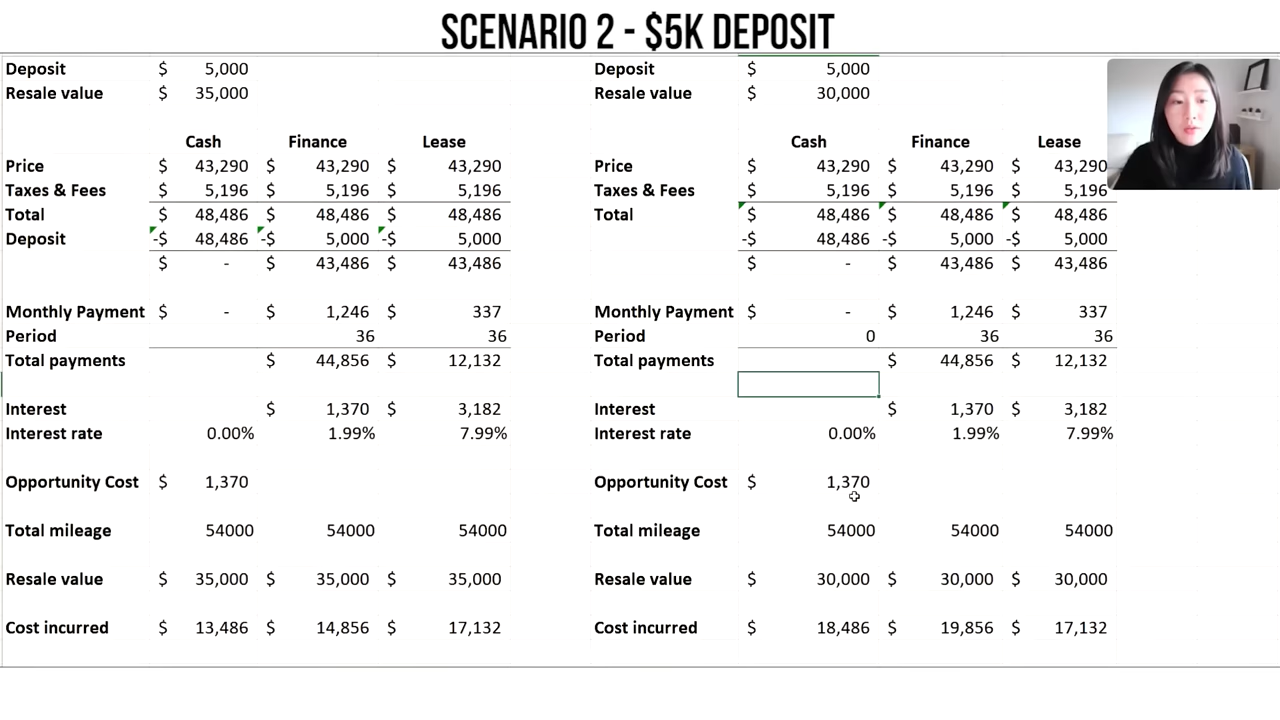 SCENARIO 2 - $5K DEPOSIT
Deposit $ 5,000
Resale value $ 35,000
Cash Finance Lease
Price $ 43,290 $ 43,290 $ 43,290
Taxes & Fees $ 5,196 $ 5,196 $ 5,196
Total $ 48,486 $ 48,486 $ 48,486
Deposit -$ 48,486 -$ 5,000 -$ 5,000
$ - $ 43,486 $ 43,486
Monthly Payment $ - $ 1,246 $ 337
Period 36 36
Total payments $ 44,856 $ 12,132
Interest $ 1,370 $ 3,182
Interest rate 0.00% 1.99% 7.99%
Opportunity Cost $ 1,370
Total mileage 54000 54000 54000
Resale value $ 35,000 $ 35,000 $ 35,000
Cost incurred $ 13,486 $ 14,856 $ 17,132
Deposit $ 5,000
Resale value $ 30,000
Cash Finance Lease
Price $ 43,290 $ 43,290 $ 43,290
Taxes & Fees $ 5,196 $ 5,196 $ 5,196
Total $ 48,486 $ 48,486 $ 48,486
-$ 48,486 -$ 5,000 -$ 5,000
$ - $ 43,486 $ 43,486
Monthly Payment $ - $ 1,246 $ 337
Period 0 36 36
Total payments $ 44,856 $ 12,132
Interest $ 1,370 $ 3,182
Interest rate 0.00% 1.99% 7.99%
Opportunity Cost $ 1,370
Total mileage 54000 54000 54000
Resale value $ 30,000 $ 30,000 $ 30,000
Cost incurred $ 18,486 $ 19,856 $ 17,132